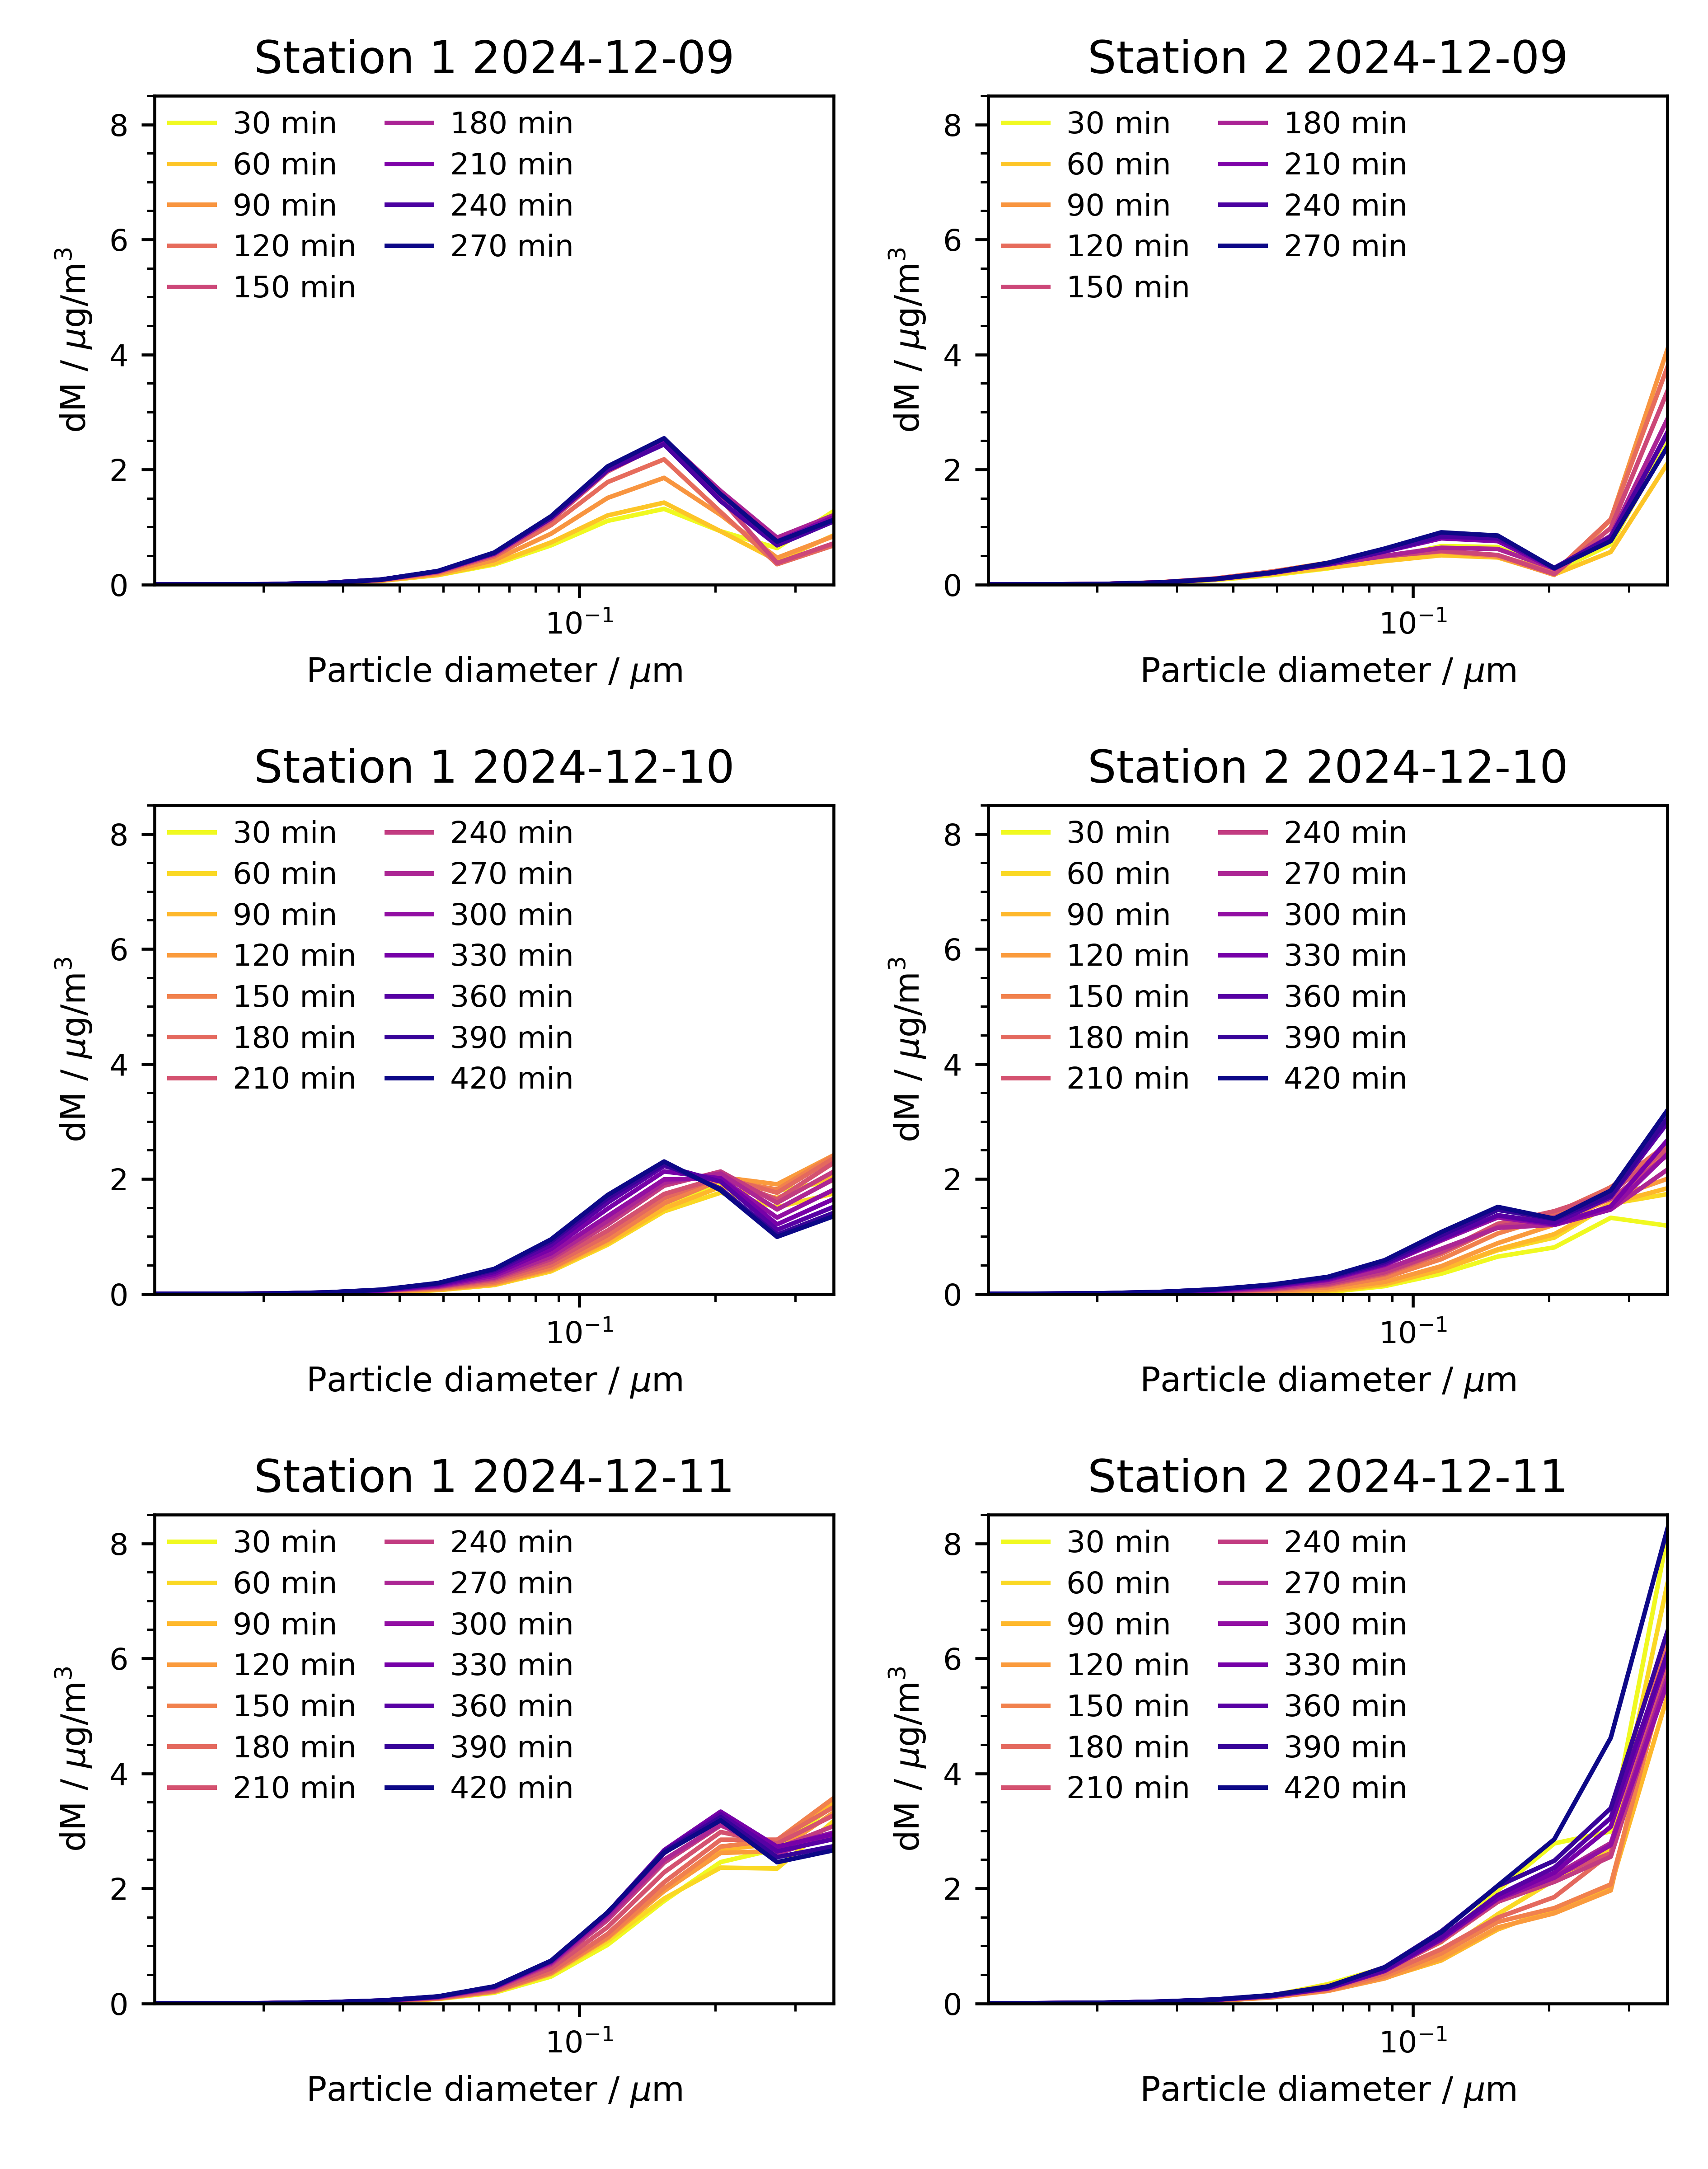 Station 1 2024-12-09
8
6
4
2
0
dM / μg/m³
30 min
60 min
90 min
120 min
150 min
180 min
210 min
240 min
270 min
10⁻¹
Particle diameter / μm
Station 2 2024-12-09
8
6
4
2
0
dM / μg/m³
30 min
60 min
90 min
120 min
150 min
180 min
210 min
240 min
270 min
10⁻¹
Particle diameter / μm
Station 1 2024-12-10
8
6
4
2
0
dM / μg/m³
30 min
60 min
90 min
120 min
150 min
180 min
210 min
240 min
270 min
300 min
330 min
360 min
390 min
420 min
10⁻¹
Particle diameter / μm
Station 2 2024-12-10
8
6
4
2
0
dM / μg/m³
30 min
60 min
90 min
120 min
150 min
180 min
210 min
240 min
270 min
300 min
330 min
360 min
390 min
420 min
10⁻¹
Particle diameter / μm
Station 1 2024-12-11
8
6
4
2
0
dM / μg/m³
30 min
60 min
90 min
120 min
150 min
180 min
210 min
240 min
270 min
300 min
330 min
360 min
390 min
420 min
10⁻¹
Particle diameter / μm
Station 2 2024-12-11
8
6
4
2
0
dM / μg/m³
30 min
60 min
90 min
120 min
150 min
180 min
210 min
240 min
270 min
300 min
330 min
360 min
390 min
420 min
10⁻¹
Particle diameter / μm